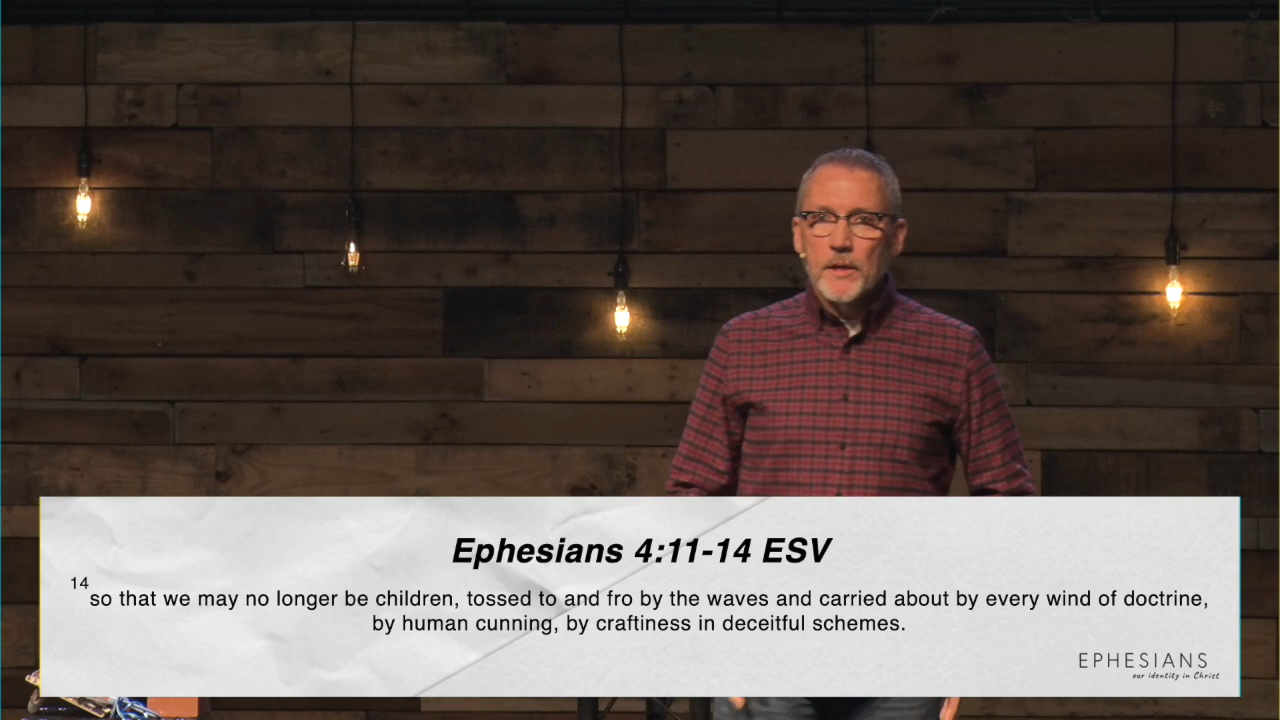 Ephesians 4:11-14 ESV
14so that we may no longer be children, tossed to and fro by the waves and carried about by every wind of doctrine,
by human cunning, by craftiness in deceitful schemes.
EPHESIANS
our identity in Christ